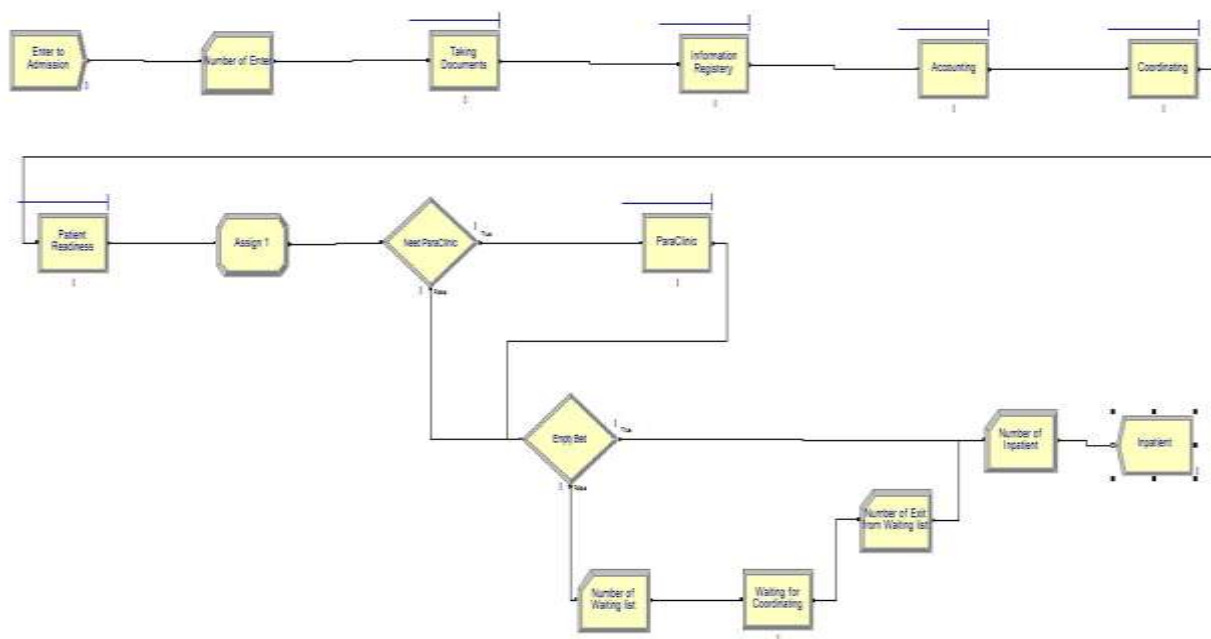 Enter to
Admission
Number of Enter
Taking
Documents
Information
Registery
Accounting
Coordinating
Patient
Readiness
Assign 1
Need ParaClinic
True
False
ParaClinic
Empty Bed
True
False
Number of
Inpatient
Inpatient
Number of Exit
from Waiting list
Number of
Waiting list
Waiting for
Coordinating